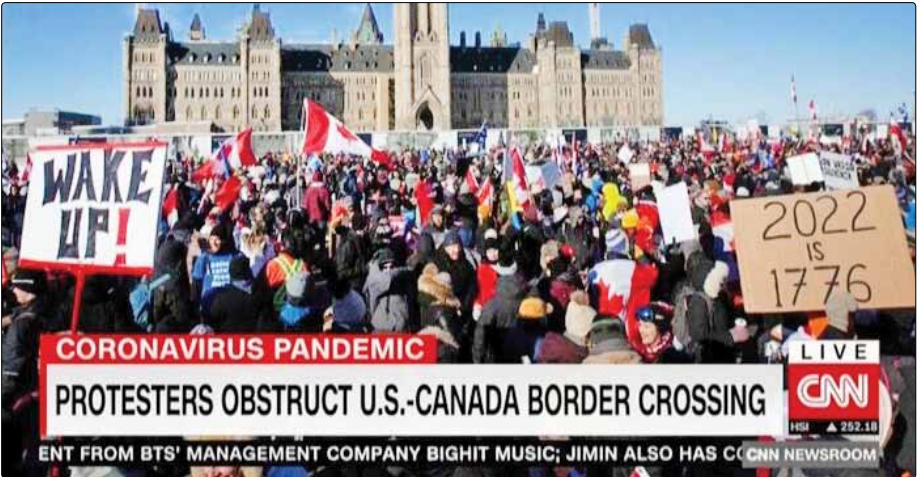 WAKE
UP!
2022
IS
1776
CORONAVIRUS PANDEMIC
PROTESTERS OBSTRUCT U.S.-CANADA BORDER CROSSING
LIVE
CNN
HSI ▲ 252.18
ENT FROM BTS' MANAGEMENT COMPANY BIGHIT MUSIC; JIMIN ALSO HAS CO
CNN NEWSROOM